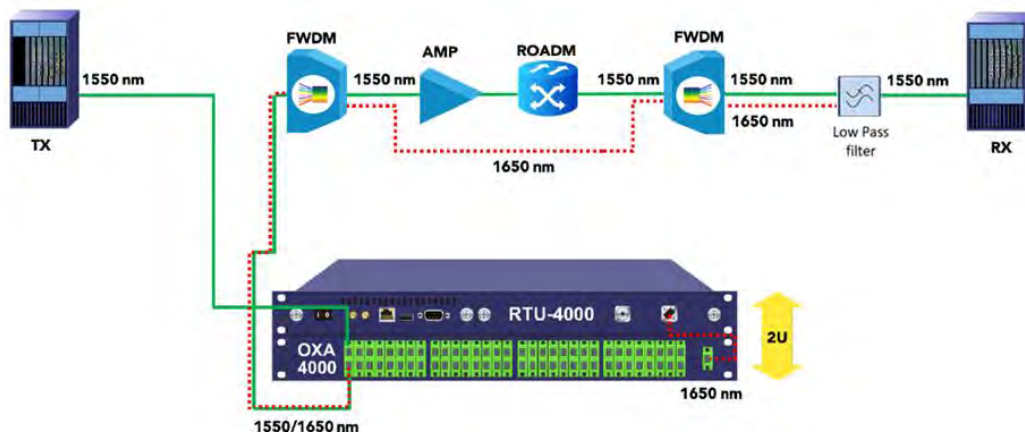 FWDM
AMP
ROADM
FWDM
1550 nm
1550 nm
1550 nm
1550 nm
1550 nm
1650 nm
TX
Low Pass
filter
RX
1650 nm
RTU-4000
OXA
4000
2U
1650 nm
1550/1650 nm